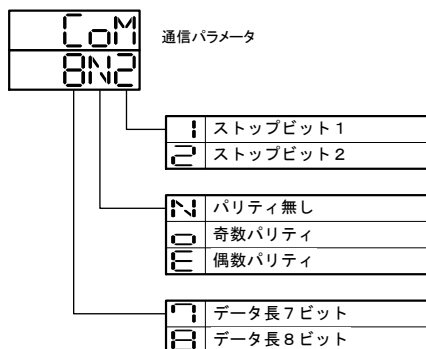 CoM 通信パラメータ
8N2
1 ストップビット1
2 ストップビット2
N パリティ無し
o 奇数パリティ
E 偶数パリティ
7 データ長7ビット
8 データ長8ビット